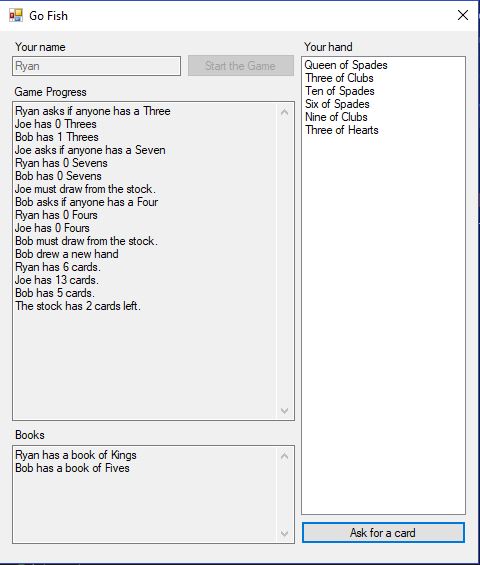 Go Fish
Your name
Ryan
Start the Game
Game Progress
Ryan asks if anyone has a Three
Joe has 0 Threes
Bob has 1 Threes
Joe asks if anyone has a Seven
Ryan has 0 Sevens
Bob has 0 Sevens
Joe must draw from the stock.
Bob asks if anyone has a Four
Ryan has 0 Fours
Joe has 0 Fours
Bob must draw from the stock.
Bob drew a new hand
Ryan has 6 cards.
Joe has 13 cards.
Bob has 5 cards.
The stock has 2 cards left.
Books
Ryan has a book of Kings
Bob has a book of Fives
Your hand
Queen of Spades
Three of Clubs
Ten of Spades
Six of Spades
Nine of Clubs
Three of Hearts
Ask for a card